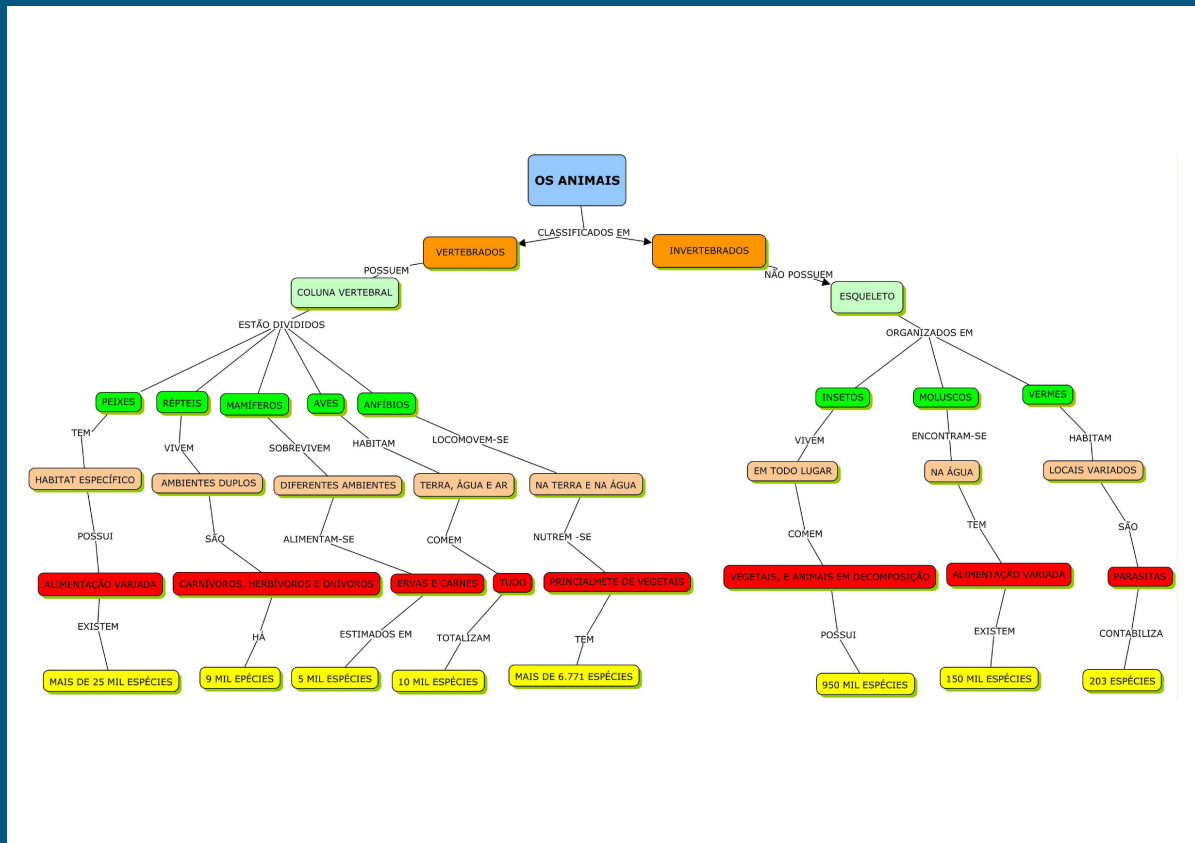 OS ANIMAIS
CLASSIFICADOS EM
VERTEBRADOS
INVERTEBRADOS
POSSUEM
NÃO POSSUEM
COLUNA VERTEBRAL
ESQUELETO
ESTÃO DIVIDIDOS
ORGANIZADOS EM
PEIXES
RÉPTEIS
MAMÍFEROS
AVES
ANFÍBIOS
INSETOS
MOLUSCOS
VERMES
TEM
VIVEM
SOBREVIVEM
HABITAM
LOCOMOVEM-SE
VIVEM
ENCONTRAM-SE
HABITAM
HABITAT ESPECÍFICO
AMBIENTES DUPLOS
DIFERENTES AMBIENTES
TERRA, ÁGUA E AR
NA TERRA E NA ÁGUA
EM TODO LUGAR
NA ÁGUA
LOCAIS VARIADOS
POSSUI
SÃO
ALIMENTAM-SE
COMEM
NUTREM -SE
COMEM
TEM
SÃO
ALIMENTAÇÃO VARIADA
CARNÍVOROS, HERBÍVOROS E ONÍVOROS
ERVAS E CARNES
TUDO
PRINCIALMETE DE VEGETAIS
VEGETAIS, E ANIMAIS EM DECOMPOSIÇÃO
ALIMENTAÇÃO VARIADA
PARASITAS
EXISTEM
HÁ
ESTIMADOS EM
TOTALIZAM
TEM
POSSUI
EXISTEM
CONTABILIZA
MAIS DE 25 MIL ESPÉCIES
9 MIL EPÉCIES
5 MIL EPÉCIES
10 MIL ESPÉCIES
MAIS DE 6.771 ESPÉCIES
950 MIL ESPÉCIES
150 MIL ESPÉCIES
203 ESPÉCIES